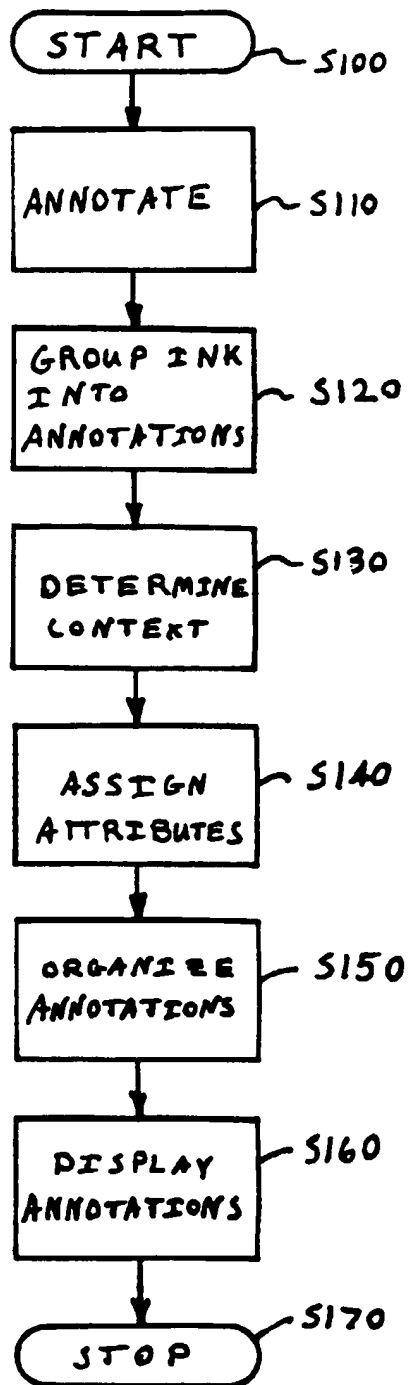 START
S100
ANNOTATE
S110
GROUP INK
INTO
ANNOTATIONS
S120
DETERMINE
CONTEXT
S130
ASSIGN
ATTRIBUTES
S140
ORGANIZE
ANNOTATIONS
S150
DISPLAY
ANNOTATIONS
S160
STOP
S170